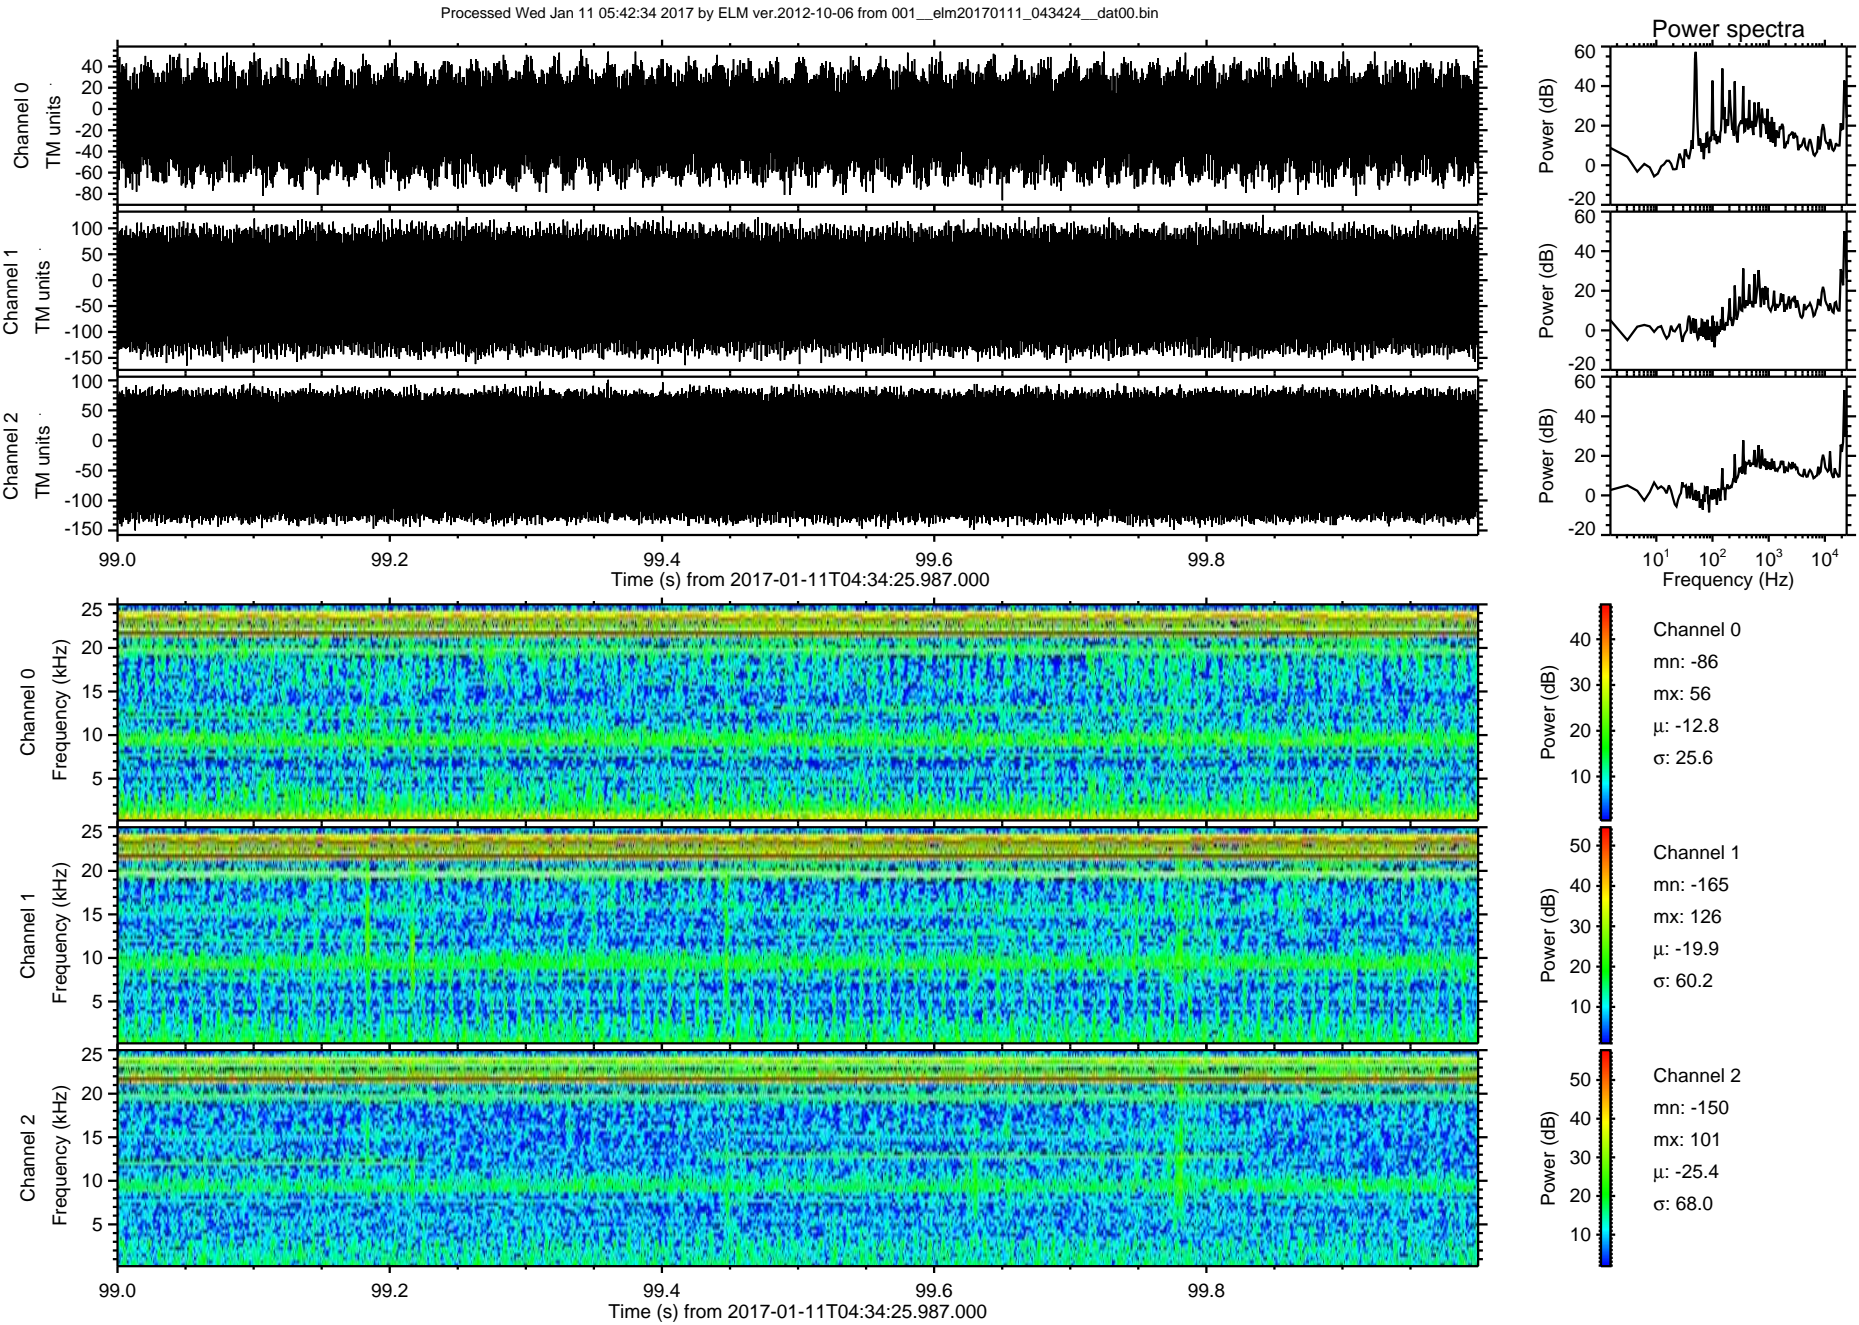 Processed Wed Jan 11 05:42:34 2017 by ELM ver.2012-10-06 from 001__elm20170111_043424__dat00.bin
Power spectra
Channel 0
TM units
40
20
0
-20
-40
-60
-80
Power (dB)
60
40
20
0
-20
Channel 1
TM units
100
50
0
-50
-100
-150
Power (dB)
60
40
20
0
-20
Channel 2
TM units
100
50
0
-50
-100
-150
Power (dB)
60
40
20
0
-20
99.0 99.2 99.4 99.6 99.8
Time (s) from 2017-01-11T04:34:25.987.000
10^1 10^2 10^3 10^4
Frequency (Hz)
Channel 0
Frequency (kHz)
25
20
15
10
5
Power (dB)
40
30
20
10
Channel 0
mn: -86
mx: 56
μ: -12.8
σ: 25.6
Channel 1
Frequency (kHz)
25
20
15
10
5
Power (dB)
50
40
30
20
10
Channel 1
mn: -165
mx: 126
μ: -19.9
σ: 60.2
Channel 2
Frequency (kHz)
25
20
15
10
5
Power (dB)
50
40
30
20
10
Channel 2
mn: -150
mx: 101
μ: -25.4
σ: 68.0
99.0 99.2 99.4 99.6 99.8
Time (s) from 2017-01-11T04:34:25.987.000